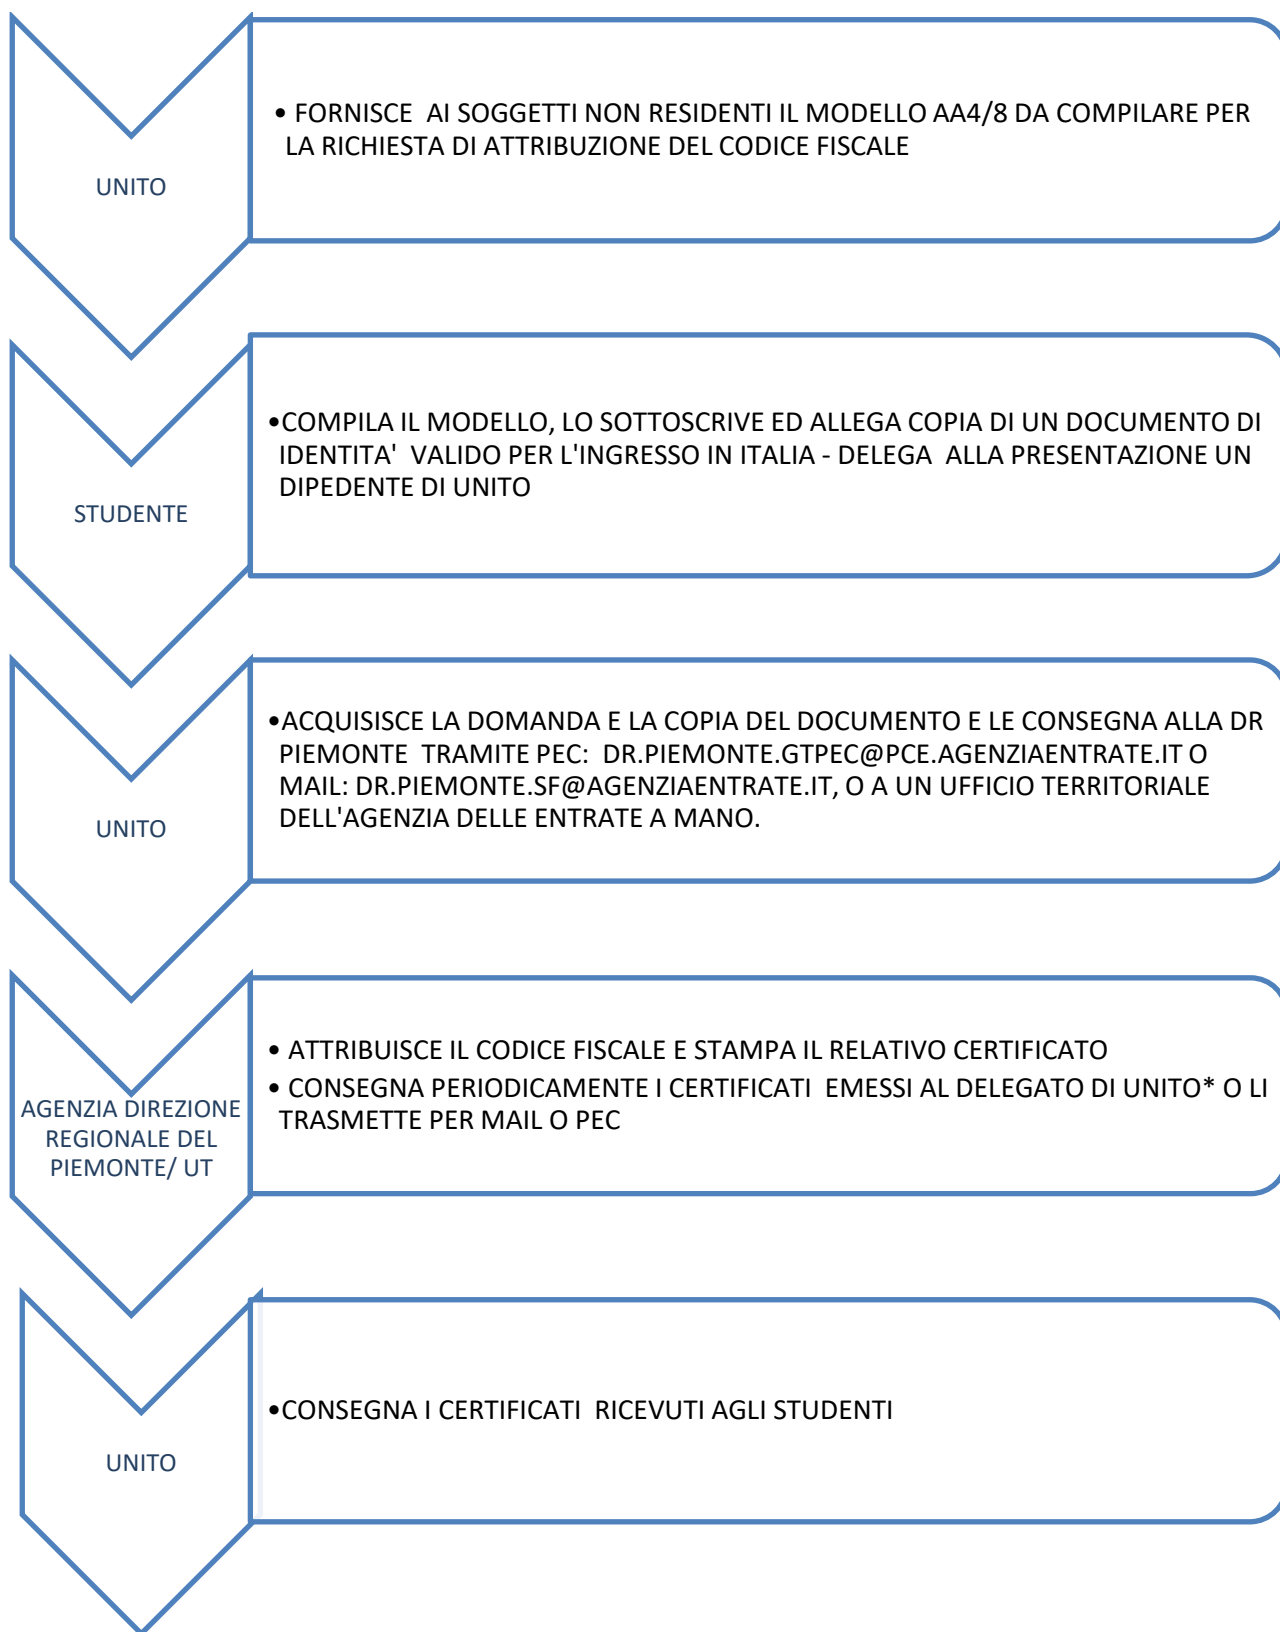 UNITO
• FORNISCE AI SOGGETTI NON RESIDENTI IL MODELLO AA4/8 DA COMPILARE PER
LA RICHIESTA DI ATTRIBUZIONE DEL CODICE FISCALE
STUDENTE
•COMPILA IL MODELLO, LO SOTTOSCRIVE ED ALLEGA COPIA DI UN DOCUMENTO DI
IDENTITA' VALIDO PER L'INGRESSO IN ITALIA - DELEGA ALLA PRESENTAZIONE UN
DIPEDENTE DI UNITO
UNITO
•ACQUISISCE LA DOMANDA E LA COPIA DEL DOCUMENTO E LE CONSEGNA ALLA DR
PIEMONTE TRAMITE PEC: DR.PIEMONTE.GTPEC@PCE.AGENZIAENTRATE.IT O
MAIL: DR.PIEMONTE.SF@AGENZIAENTRATE.IT, O A UN UFFICIO TERRITORIALE
DELL'AGENZIA DELLE ENTRATE A MANO.
AGENZIA DIREZIONE
REGIONALE DEL
PIEMONTE/ UT
• ATTRIBUISCE IL CODICE FISCALE E STAMPA IL RELATIVO CERTIFICATO
• CONSEGNA PERIODICAMENTE I CERTIFICATI EMESSI AL DELEGATO DI UNITO* O LI
TRASMETTE PER MAIL O PEC
UNITO
•CONSEGNA I CERTIFICATI RICEVUTI AGLI STUDENTI